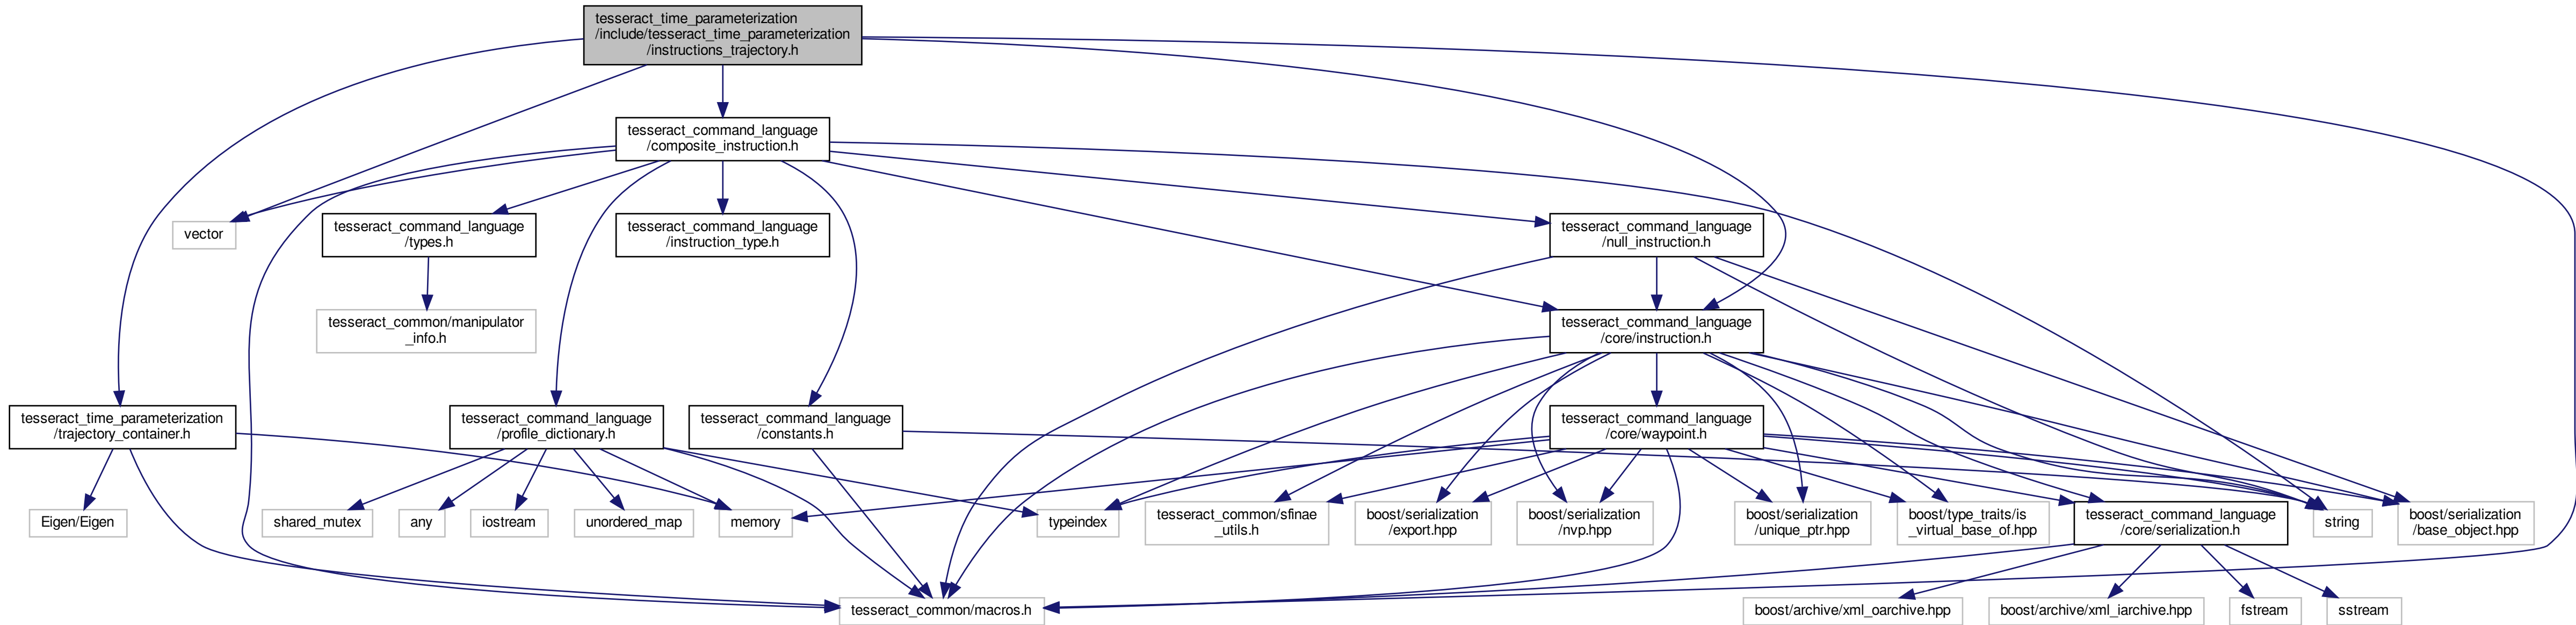 tesseract_time_parameterization
/include/tesseract_time_parameterization
/instructions_trajectory.h
tesseract_command_language
/composite_instruction.h
vector
tesseract_command_language
/types.h
tesseract_command_language
/instruction_type.h
tesseract_command_language
/null_instruction.h
tesseract_common/manipulator
_info.h
tesseract_command_language
/core/instruction.h
tesseract_time_parameterization
/trajectory_container.h
tesseract_command_language
/profile_dictionary.h
tesseract_command_language
/constants.h
tesseract_command_language
/core/waypoint.h
Eigen/Eigen
shared_mutex
any
iostream
unordered_map
memory
typeindex
tesseract_common/sfinae
_utils.h
boost/serialization
/export.hpp
boost/serialization
/nvp.hpp
boost/serialization
/unique_ptr.hpp
boost/type_traits/is
_virtual_base_of.hpp
tesseract_command_language
/core/serialization.h
string
boost/serialization
/base_object.hpp
tesseract_common/macros.h
boost/archive/xml_oarchive.hpp
boost/archive/xml_iarchive.hpp
fstream
sstream